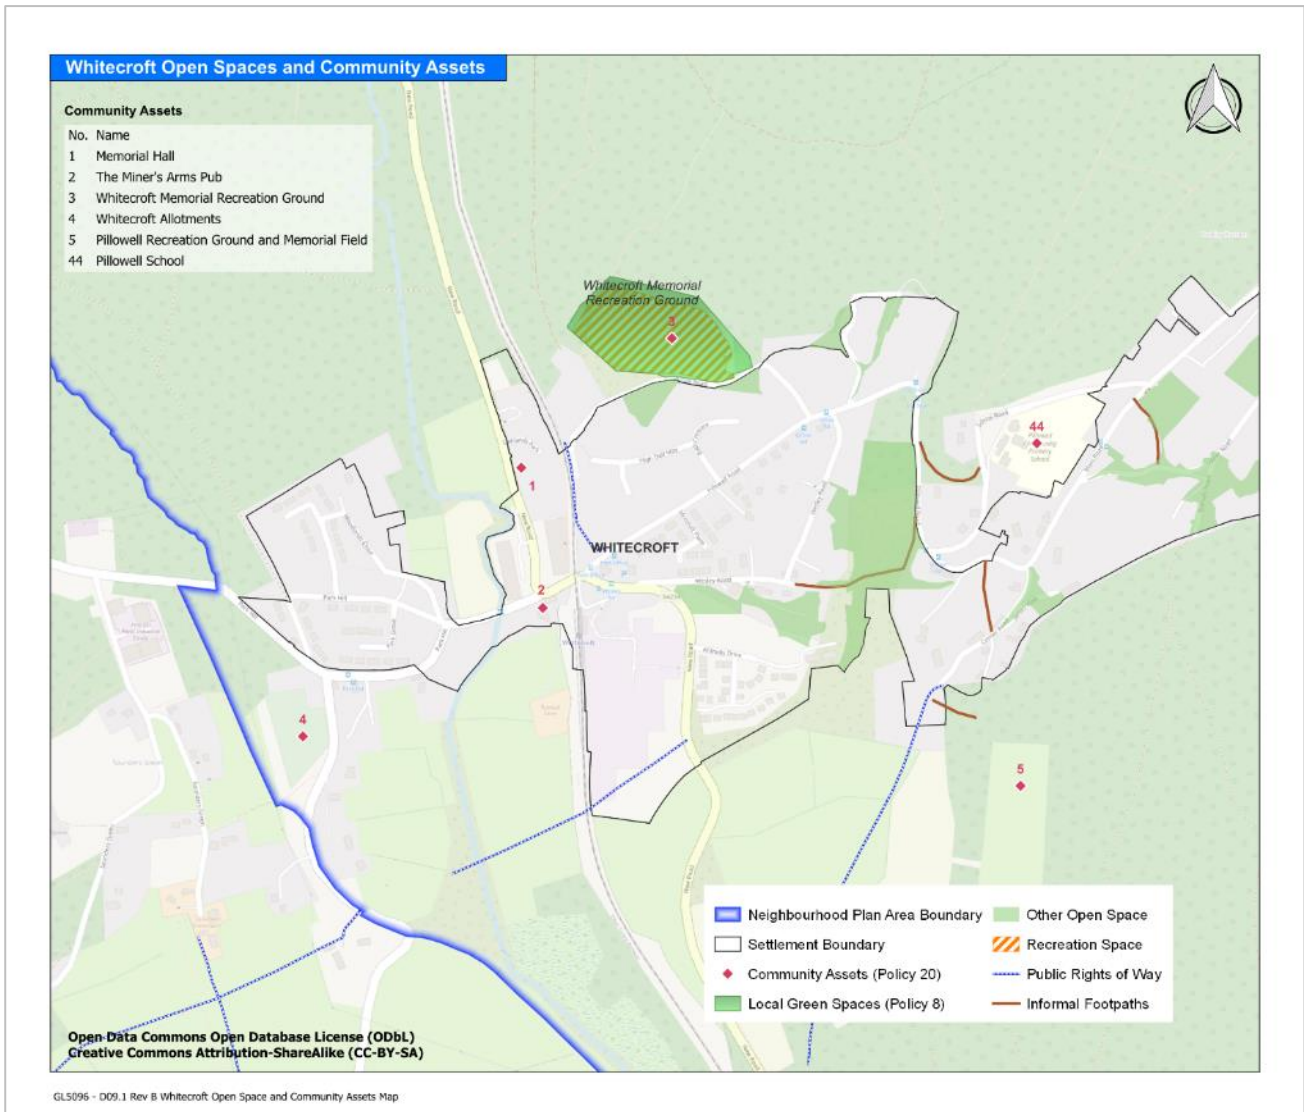 Whitecroft Open Spaces and Community Assets
Community Assets
No. Name
1 Memorial Hall
2 The Miner's Arms Pub
3 Whitecroft Memorial Recreation Ground
4 Whitecroft Allotments
5 Pillowell Recreation Ground and Memorial Field
44 Pillowell School
Whitecroft Memorial
Recreation Ground
3
44
1
WHITECROFT
2
Park Hill
4
5
New Road
Neighbourhood Plan Area Boundary
Settlement Boundary
Community Assets (Policy 20)
Local Green Spaces (Policy 8)
Other Open Space
Recreation Space
Public Rights of Way
Informal Footpaths
Open Data Commons Open Database License (ODbL)
Creative Commons Attribution-ShareAlike (CC-BY-SA)
GL5096 - D09.1 Rev B Whitecroft Open Space and Community Assets Map